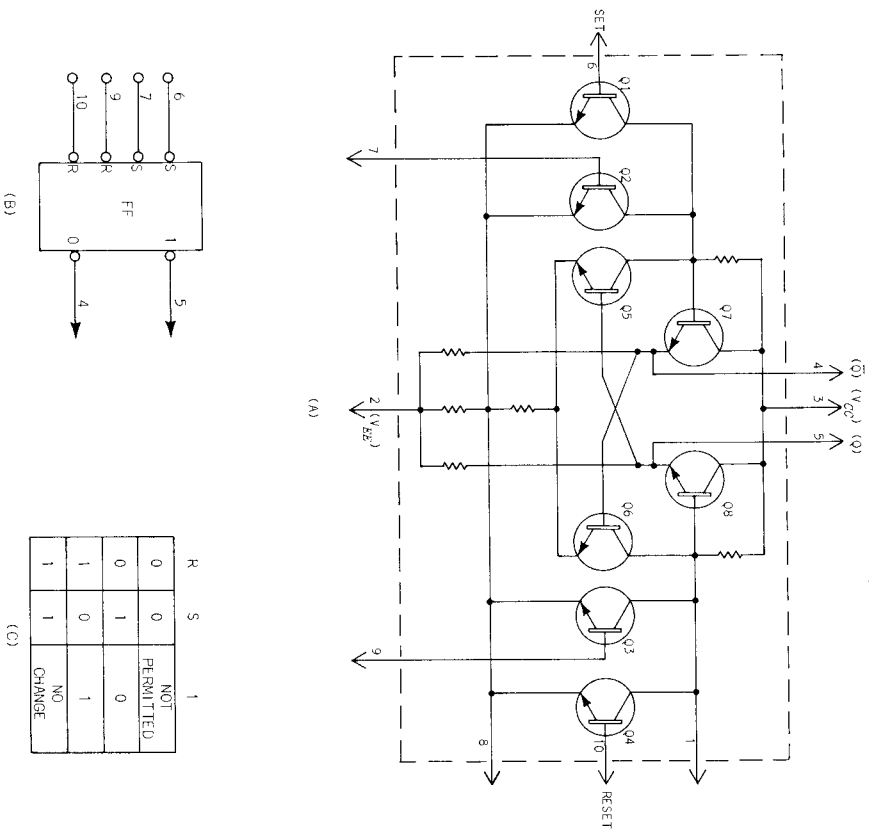 SET
6
Q1
7
Q2
Q5
Q7
4
(Q̅)
3
(V_CC)
5
(Q)
2
(V_EE)
Q8
Q6
Q3
9
Q4
10
RESET
8
1
(A)
6
7
9
10
S
S
R
R
FF
1
0
5
4
(B)
R S 1
0 0 NOT PERMITTED
0 1 0
1 0 1
1 1 NO CHANGE
(C)